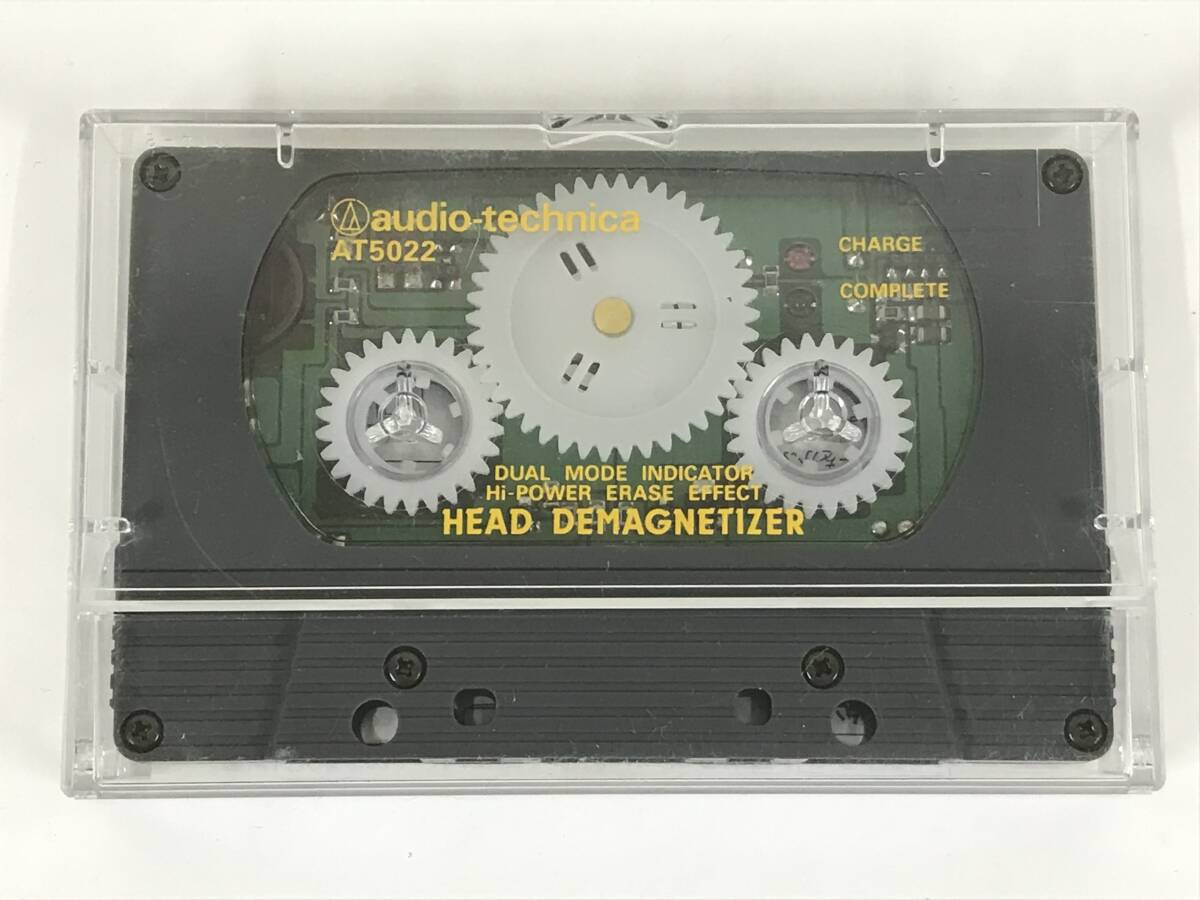 audio-technica
AT5022
CHARGE
COMPLETE
DUAL MODE INDICATOR
Hi-POWER ERASE EFFECT
HEAD DEMAGNETIZER